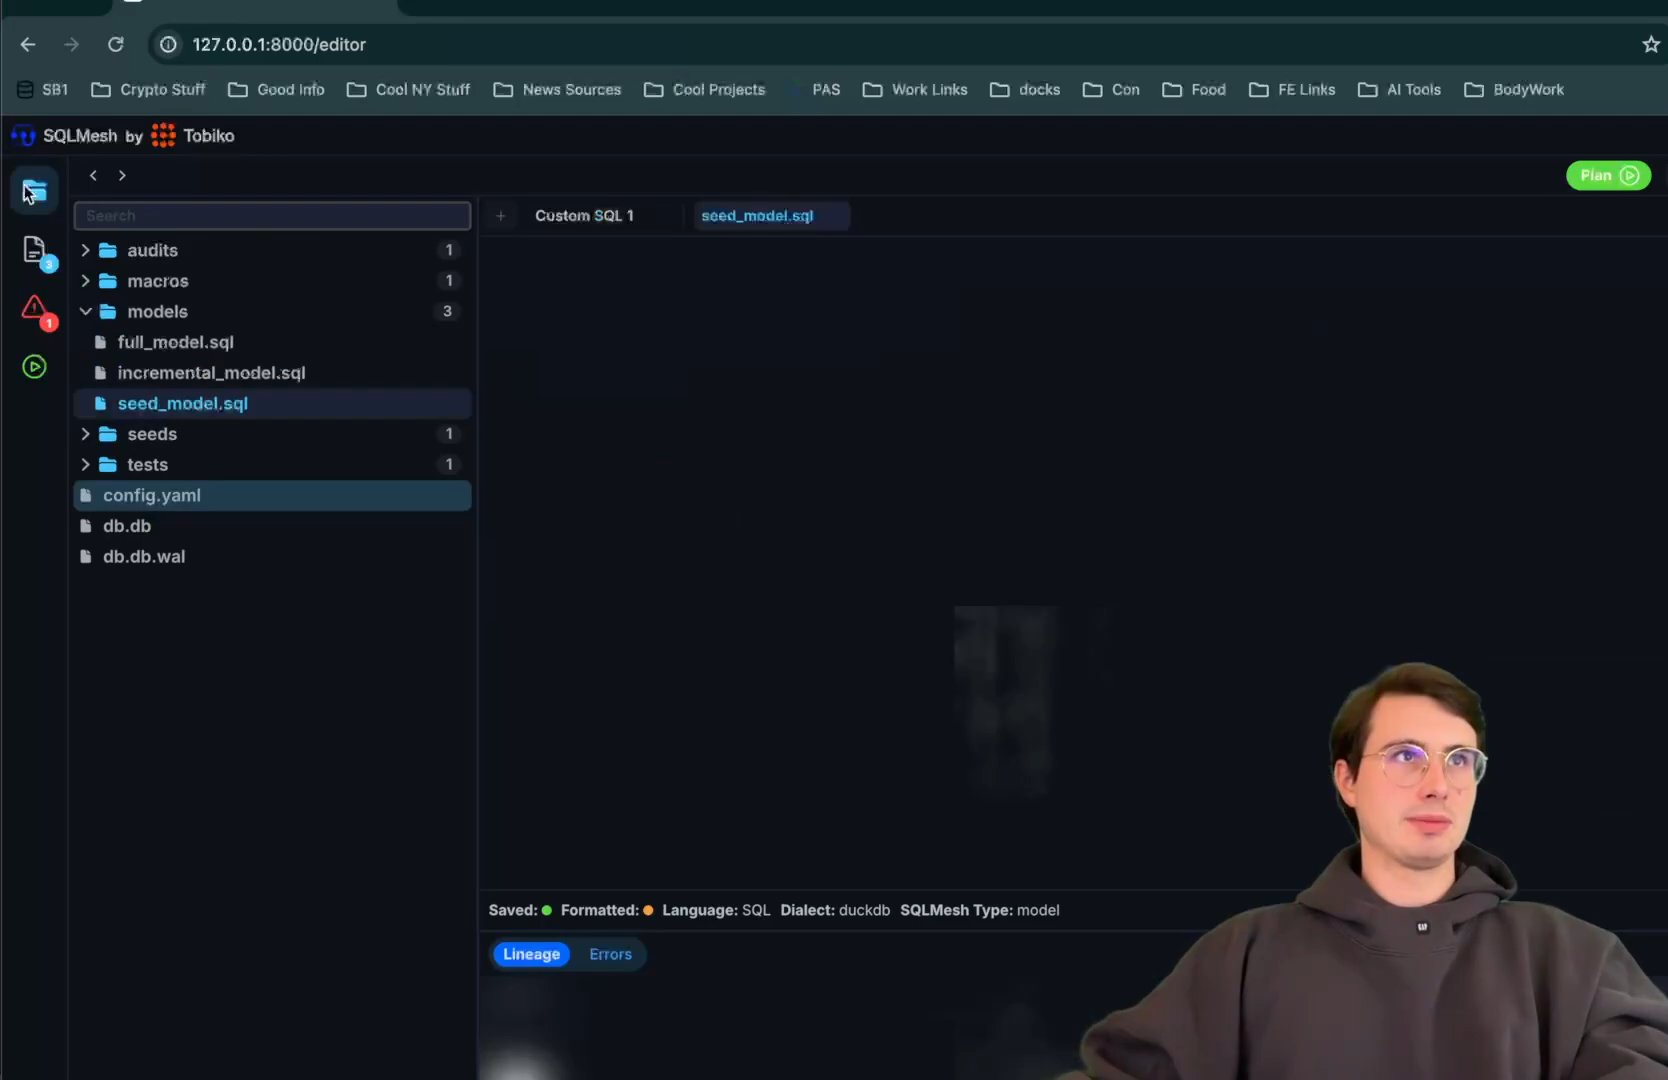 127.0.0.1:8000/editor
SB1 Crypto Stuff Good Info Cool NY Stuff News Sources Cool Projects PAS Work Links docks Con Food FE Links AI Tools BodyWork
SQLMesh by Tobiko
Plan
Search
+ Custom SQL 1 seed_model.sql
audits 1
3
macros 1
models 3
1
full_model.sql
incremental_model.sql
seed_model.sql
seeds 1
tests 1
config.yaml
db.db
db.db.wal
Saved: Formatted: Language: SQL Dialect: duckdb SQLMesh Type: model
Lineage Errors